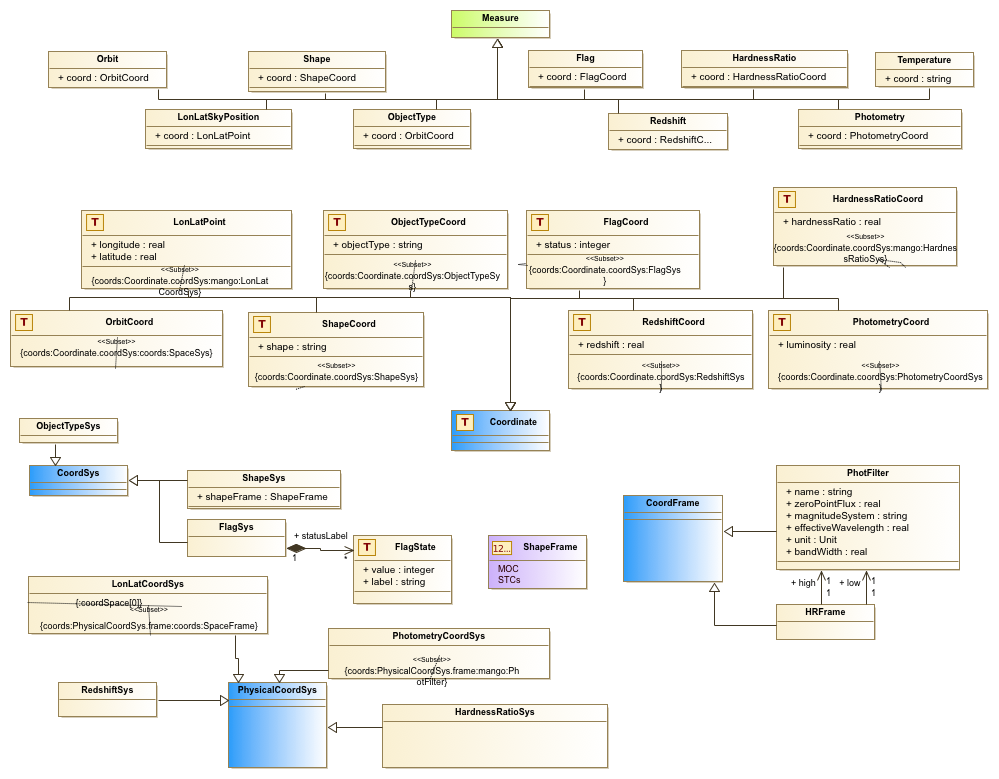 Measure
Orbit
+ coord : OrbitCoord
Shape
+ coord : ShapeCoord
Flag
+ coord : FlagCoord
HardnessRatio
+ coord : HardnessRatioCoord
Temperature
+ coord : string
LonLatSkyPosition
+ coord : LonLatPoint
ObjectType
+ coord : OrbitCoord
Redshift
+ coord : RedshiftC...
Photometry
+ coord : PhotometryCoord
T
LonLatPoint
+ longitude : real
+ latitude : real
<<Subset>>
{coords:Coordinate.coordSys:mango:LonLat
CoordSys}
T
ObjectTypeCoord
+ objectType : string
<<Subset>>
{coords:Coordinate.coordSys:ObjectTypeSy
s}
T
FlagCoord
+ status : integer
<<Subset>>
{coords:Coordinate.coordSys:FlagSys
}
T
HardnessRatioCoord
+ hardnessRatio : real
<<Subset>>
{coords:Coordinate.coordSys:mango:Hardnes
sRatioSys}
T
OrbitCoord
<<Subset>>
{coords:Coordinate.coordSys:coords:SpaceSys}
T
ShapeCoord
+ shape : string
<<Subset>>
{coords:Coordinate.coordSys:ShapeSys}
T
RedshiftCoord
+ redshift : real
<<Subset>>
{coords:Coordinate.coordSys:RedshiftSys
}
T
PhotometryCoord
+ luminosity : real
<<Subset>>
{coords:Coordinate.coordSys:PhotometryCoordSys
}
T
Coordinate
ObjectTypeSys
CoordSys
ShapeSys
+ shapeFrame : ShapeFrame
FlagSys
+ statusLabel
1
*
T
FlagState
+ value : integer
+ label : string
12...
ShapeFrame
MOC
STCs
CoordFrame
PhotFilter
+ name : string
+ zeroPointFlux : real
+ magnitudeSystem : string
+ effectiveWavelength : real
+ unit : Unit
+ bandWidth : real
+ high
1
1
+ low
1
1
HRFrame
LonLatCoordSys
{:coordSpace[0]}
<<Subset>>
{coords:PhysicalCoordSys.frame:coords:SpaceFrame}
PhotometryCoordSys
<<Subset>>
{coords:PhysicalCoordSys.frame:mango:Ph
otFilter}
RedshiftSys
PhysicalCoordSys
HardnessRatioSys